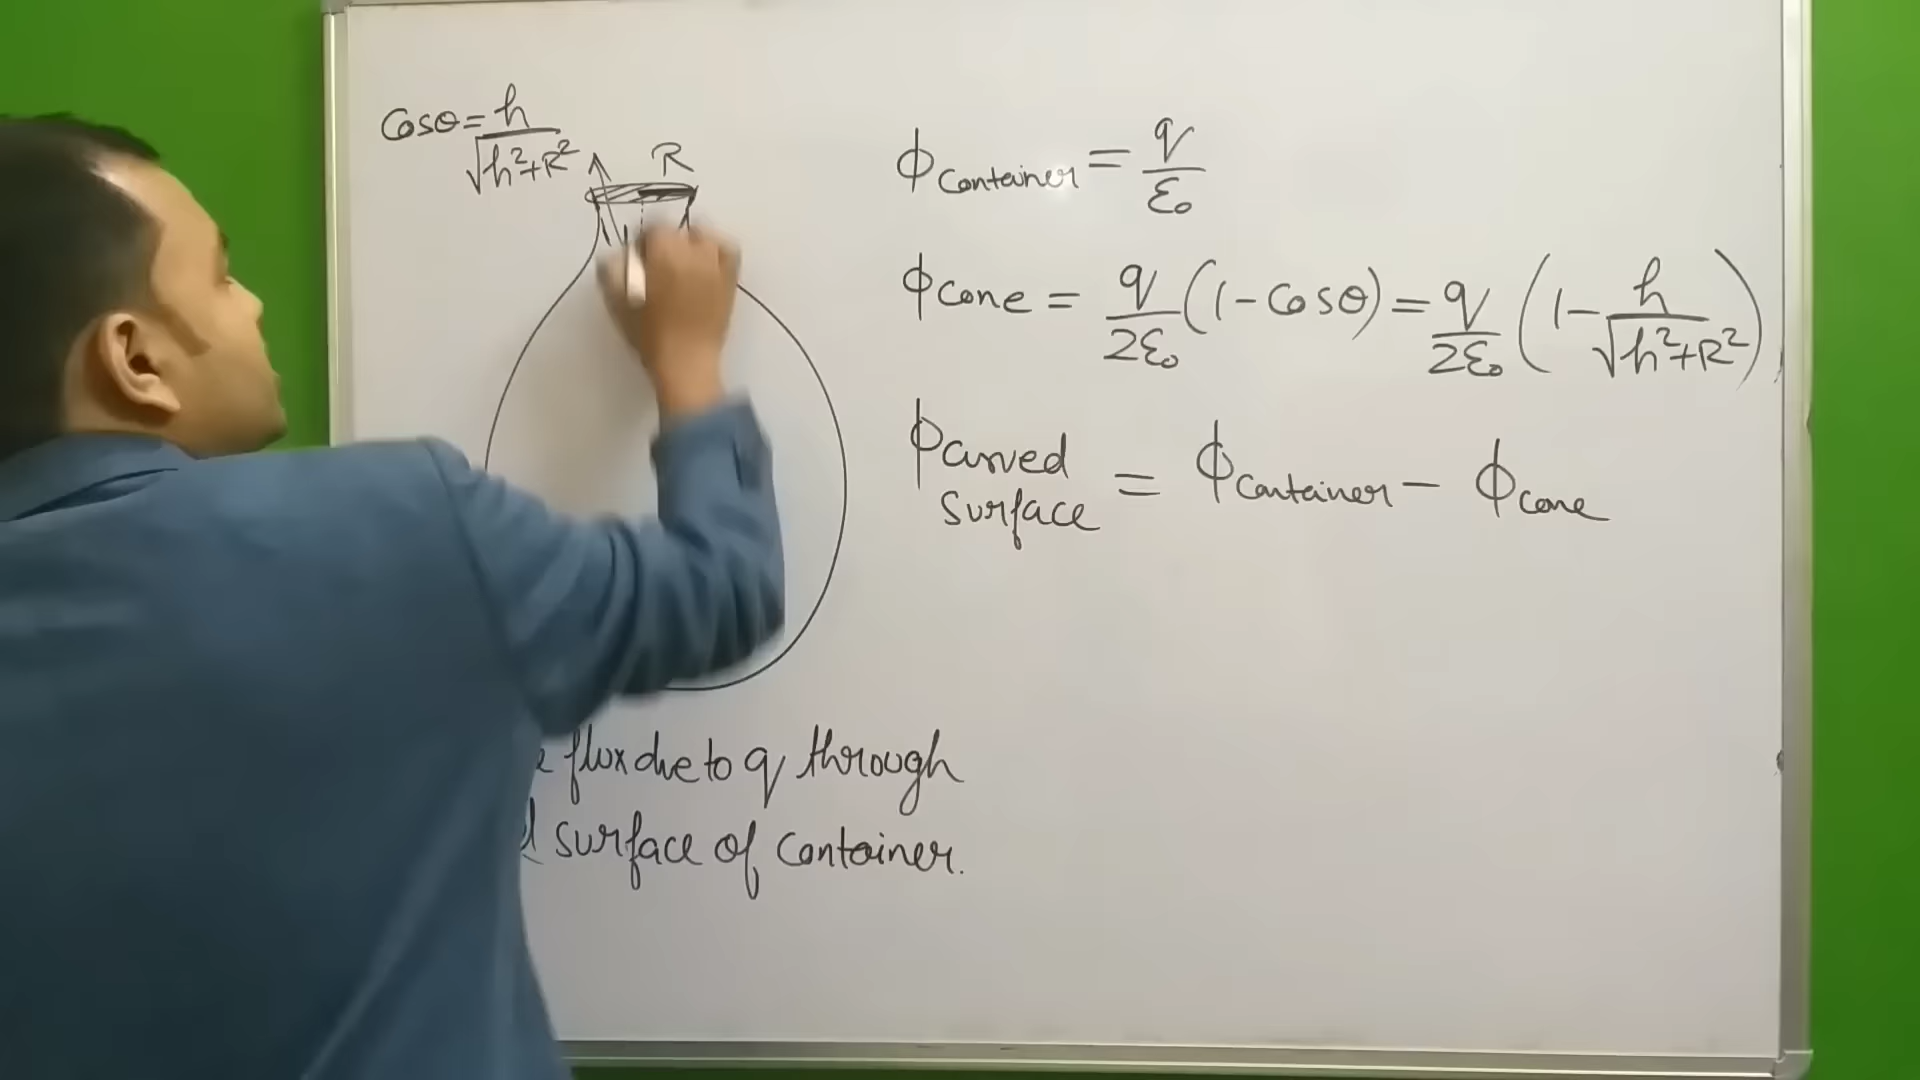 Cosθ = h/√(h²+R²)
R
ϕContainer = q/ε₀
ϕcone = q/2ε₀ (1 - Cosθ) = q/2ε₀ (1 - h/√(h²+R²))
ϕCurved surface = ϕContainer - ϕcone
flux due to q through
surface of container.